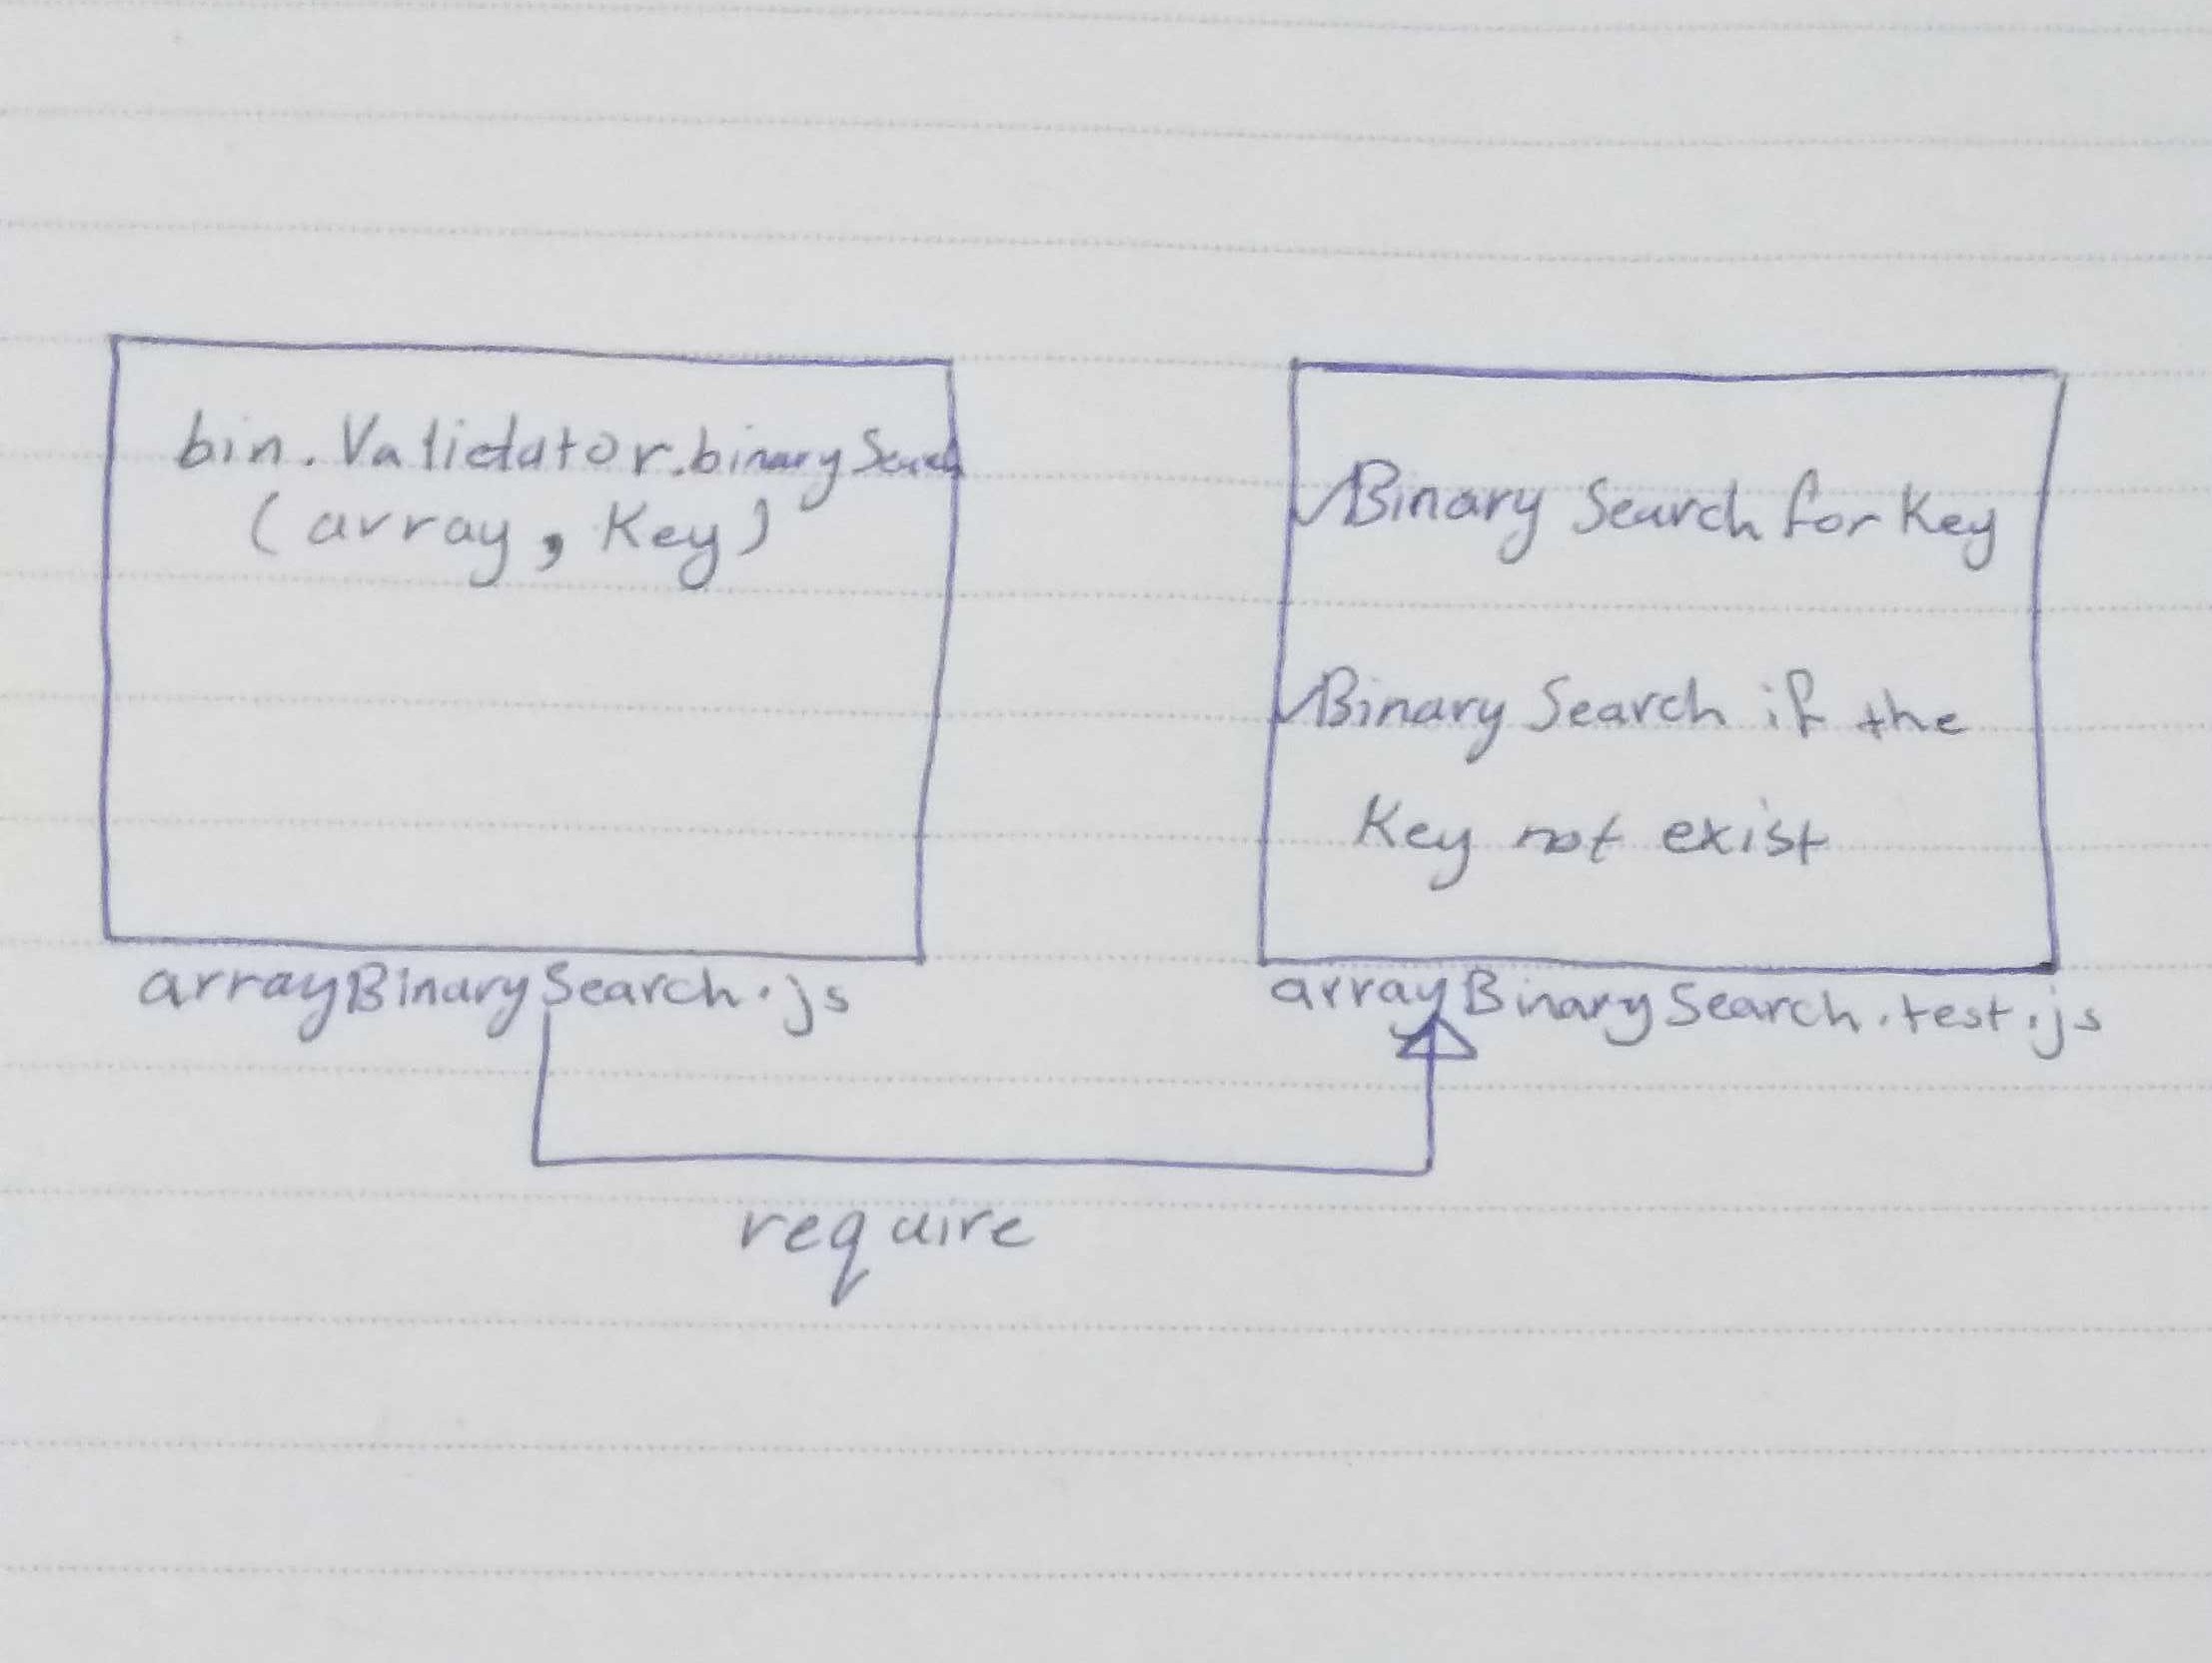 bin.Validator.binarySearch
(array, Key)
Binary Search for Key
Binary Search if the
Key not exist
arrayBinarySearch.js
arrayBinarySearch.test.js
require